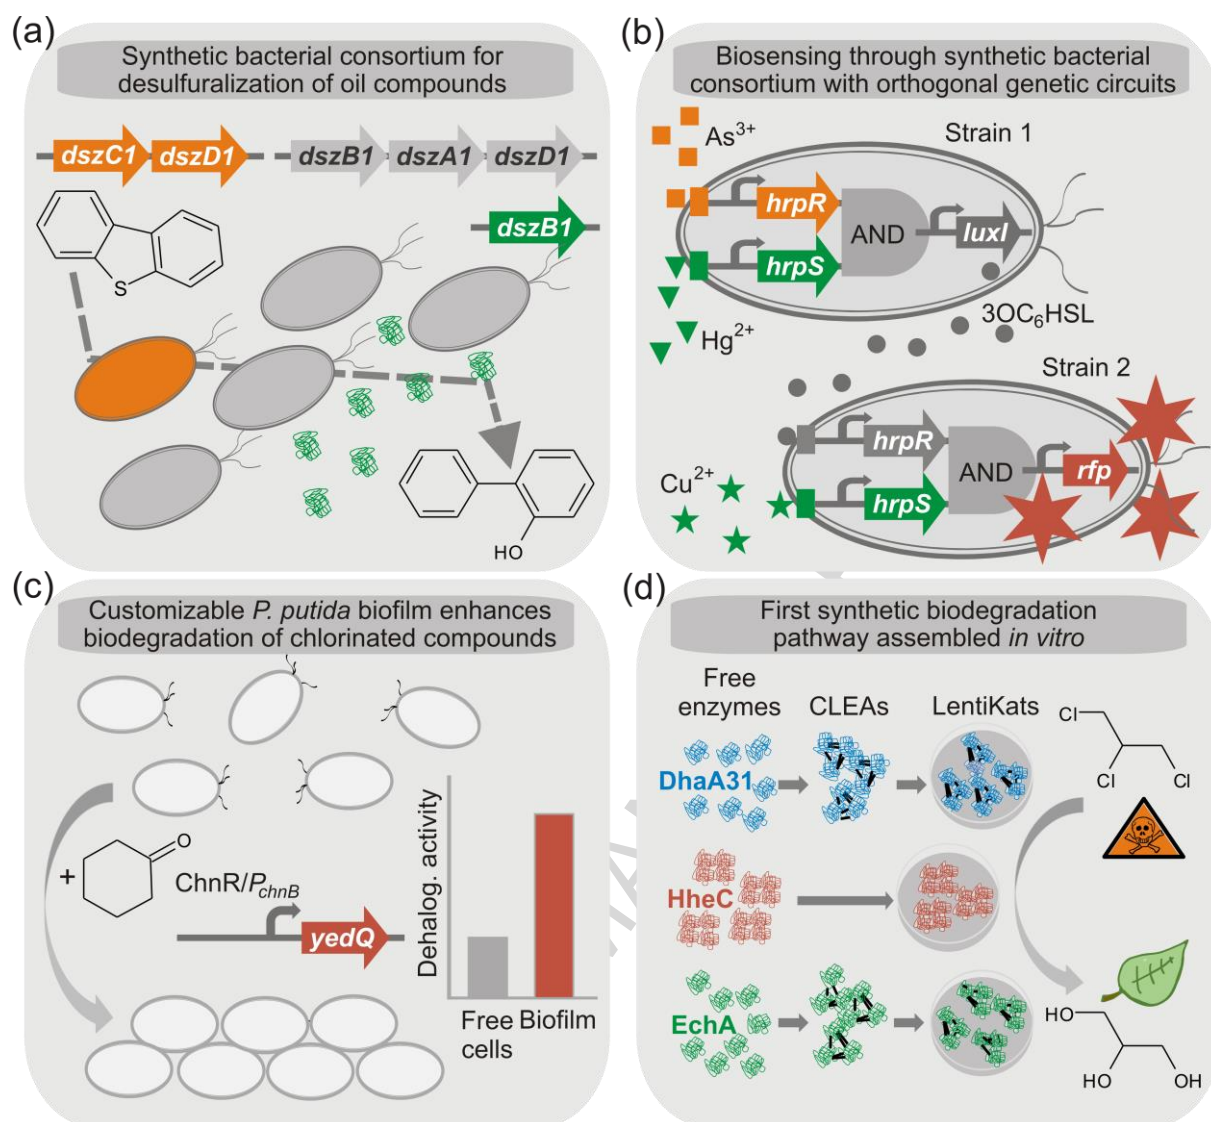 (a)
Synthetic bacterial consortium for
desulfuralization of oil compounds
dszC1 dszD1 dszB1 dszA1 dszD1
dszB1
S
HO
(b)
Biosensing through synthetic bacterial
consortium with orthogonal genetic circuits
As³⁺
Strain 1
hrpR
AND
luxI
hrpS
Hg²⁺
3OC₆HSL
Strain 2
hrpR
AND
rfp
Cu²⁺
hrpS
(c)
Customizable P. putida biofilm enhances
biodegradation of chlorinated compounds
+
O
ChnR/PchnB
yedQ
Dehalog. activity
Free
cells
Biofilm
(d)
First synthetic biodegradation
pathway assembled in vitro
Free
enzymes
CLEAs
LentiKats
DhaA31
HheC
EchA
Cl
Cl
Cl
HO
HO
OH